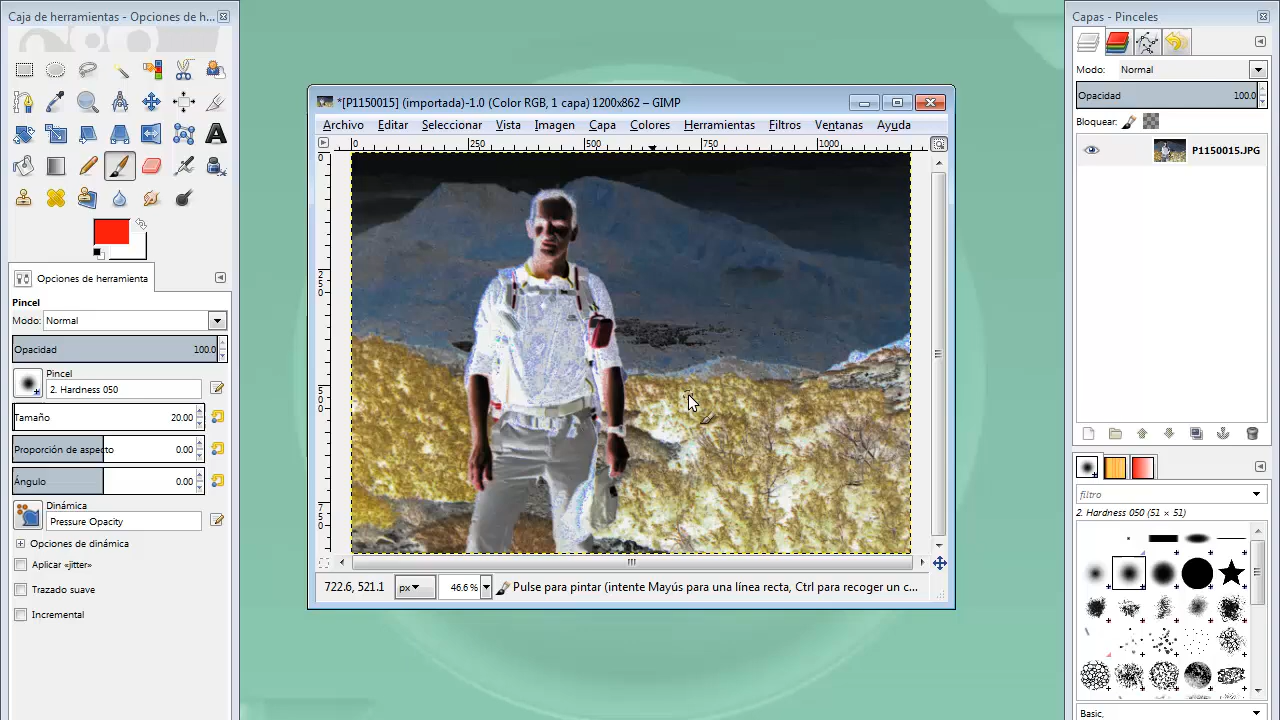 Caja de herramientas - Opciones de h...
Opciones de herramienta
Pincel
Modo: Normal
Opacidad 100.0
Pincel
2. Hardness 050
Tamaño 20.00
Proporción de aspecto 0.00
Ángulo 0.00
Dinámica
Pressure Opacity
Opciones de dinámica
Aplicar «jitter»
Trazado suave
Incremental
*[P1150015] (importada)-1.0 (Color RGB, 1 capa) 1200x862 – GIMP
Archivo Editar Seleccionar Vista Imagen Capa Colores Herramientas Filtros Ventanas Ayuda
0 250 500 750 1000
0
250
500
750
722.6, 521.1 px 46.6 % Pulse para pintar (intente Mayús para una línea recta, Ctrl para recoger un c...
Capas - Pinceles
Modo: Normal
Opacidad 100.0
Bloquear:
P1150015.JPG
filtro
2. Hardness 050 (51 × 51)
Basic,